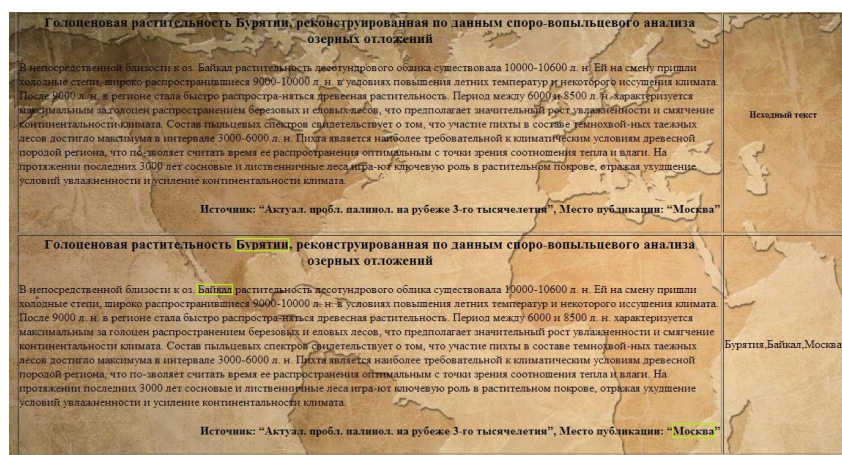 Голоценовая растительность Бурятии, реконструированная по данным споро-вопыльцевого анализа
озерных отложений
В непосредственной близости к оз. Байкал растительность лесотундрового облика существовала 10000-10600 л. н. Ей на смену пришли
холодные степи, широко распространившиеся 9000-10000 л. н. в условиях повышения летних температур и некоторого иссушения климата.
После 9000 л. н. в регионе стала быстро распростра-няться древесная растительность. Период между 6000 и 8500 л. н. характеризуется
максимальным за голоцен распространением березовых и еловых лесов, что предполагает значительный рост увлажненности и смягчение
континентальности климата. Состав пыльцевых спектров свидетельствует о том, что участие пихты в составе темнохвой-ных таежных
лесов достигло максимума в интервале 3000-6000 л. н. Пихта является наиболее требовательной к климатическим условиям древесной
породой региона, что по-зволяет считать время ее распространения оптимальным с точки зрения соотношения тепла и влаги. На
протяжении последних 3000 лет сосновые и лиственничные леса игра-ют ключевую роль в растительном покрове, отражая ухудшение
условий увлажненности и усиление континентальности климата.
Источник: “Актуал. пробл. палинол. на рубеже 3-го тысячелетия”, Место публикации: “Москва”
Исходный текст
Голоценовая растительность Бурятии, реконструированная по данным споро-вопыльцевого анализа
озерных отложений
В непосредственной близости к оз. Байкал растительность лесотундрового облика существовала 10000-10600 л. н. Ей на смену пришли
холодные степи, широко распространившиеся 9000-10000 л. н. в условиях повышения летних температур и некоторого иссушения климата.
После 9000 л. н. в регионе стала быстро распростра-няться древесная растительность. Период между 6000 и 8500 л. н. характеризуется
максимальным за голоцен распространением березовых и еловых лесов, что предполагает значительный рост увлажненности и смягчение
континентальности климата. Состав пыльцевых спектров свидетельствует о том, что участие пихты в составе темнохвой-ных таежных
лесов достигло максимума в интервале 3000-6000 л. н. Пихта является наиболее требовательной к климатическим условиям древесной
породой региона, что по-зволяет считать время ее распространения оптимальным с точки зрения соотношения тепла и влаги. На
протяжении последних 3000 лет сосновые и лиственничные леса игра-ют ключевую роль в растительном покрове, отражая ухудшение
условий увлажненности и усиление континентальности климата.
Источник: “Актуал. пробл. палинол. на рубеже 3-го тысячелетия”, Место публикации: “Москва”
Бурятия,Байкал,Москва